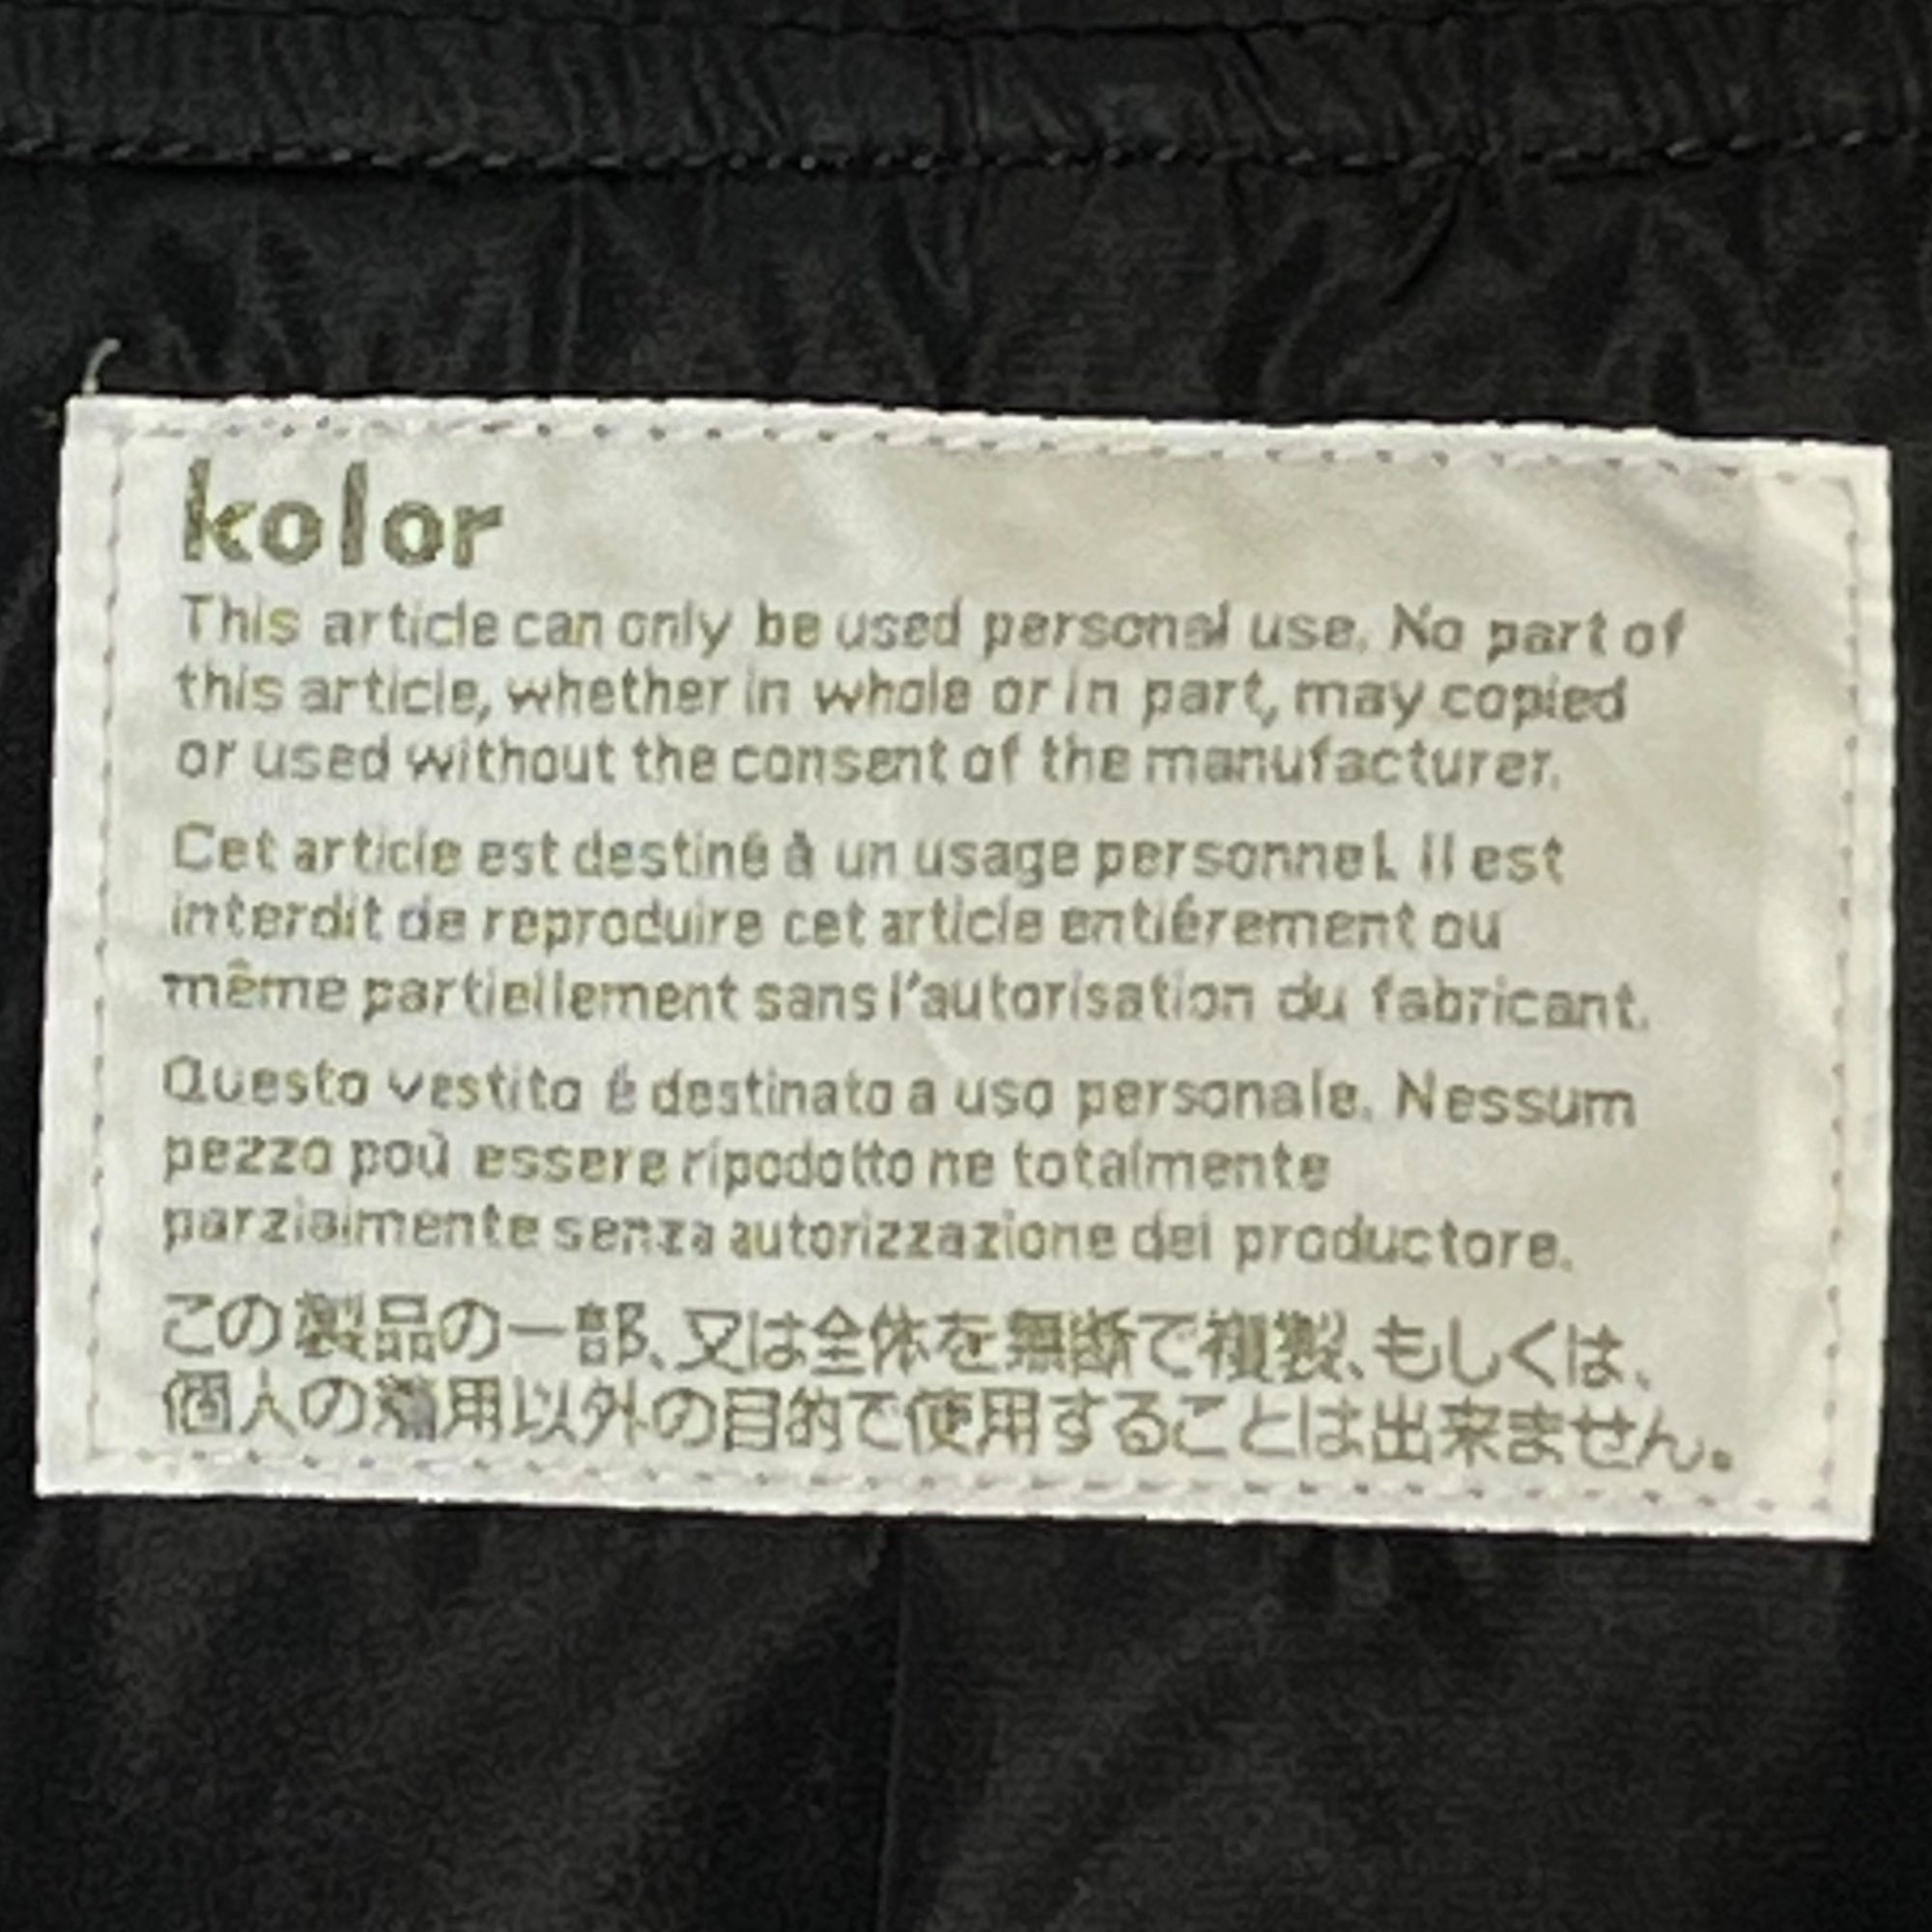 kolor
This article can only be used personal use. No part of
this article, whether in whole or in part, may copied
or used without the consent of the manufacturer.
Cet article est destiné à un usage personnel. Il est
interdit de reproduire cet article entiérement ou
même partiellement sans l'autorisation du fabricant.
Questo vestito é destinato a uso personale. Nessum
pezzo poù essere ripodotto ne totalmente
parzialmente senza autorizzazione del productore.
この製品の一部、又は全体を無断で複製、もしくは、
個人の着用以外の目的で使用することは出来ません。